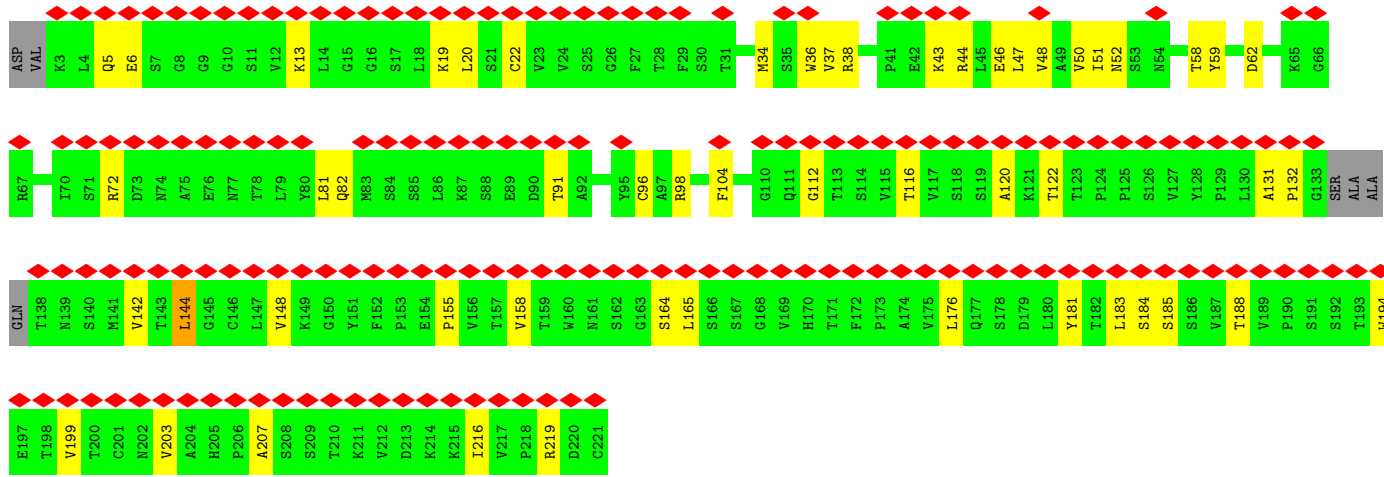 ASP VAL K3 L4 Q5 E6 S7 G8 G9 G10 S11 V12 K13 L14 G15 G16 S17 L18 K19 L20 S21 C22 V23 V24 S25 G26 F27 T28 F29 S30 T31 M34 S35 W36 V37 R38 P41 E42 K43 R44 L45 E46 L47 V48 A49 V50 I51 N52 S53 N54 T58 Y59 D62 K65 G66
R67 I70 S71 R72 D73 N74 A75 E76 N77 T78 L79 Y80 L81 Q82 M83 S84 S85 L86 K87 S88 E89 D90 T91 A92 Y95 C96 A97 R98 F104 G110 Q111 G112 T113 S114 V115 T116 V117 S118 S119 A120 K121 T122 T123 P124 P125 S126 V127 Y128 P129 L130 A131 P132 G133 SER ALA ALA
GLN T138 N139 S140 M141 V142 T143 L144 G145 C146 L147 V148 K149 G150 Y151 F152 P153 E154 P155 V156 T157 V158 T159 W160 N161 S162 G163 S164 L165 S166 S167 G168 V169 H170 T171 F172 P173 A174 V175 L176 Q177 S178 D179 L180 Y181 T182 L183 S184 S185 S186 V187 T188 V189 P190 S191 S192 T193 W194
E197 T198 V199 T200 C201 N202 V203 A204 H205 P206 A207 S208 S209 T210 K211 V212 D213 K214 K215 I216 V217 P218 R219 D220 C221